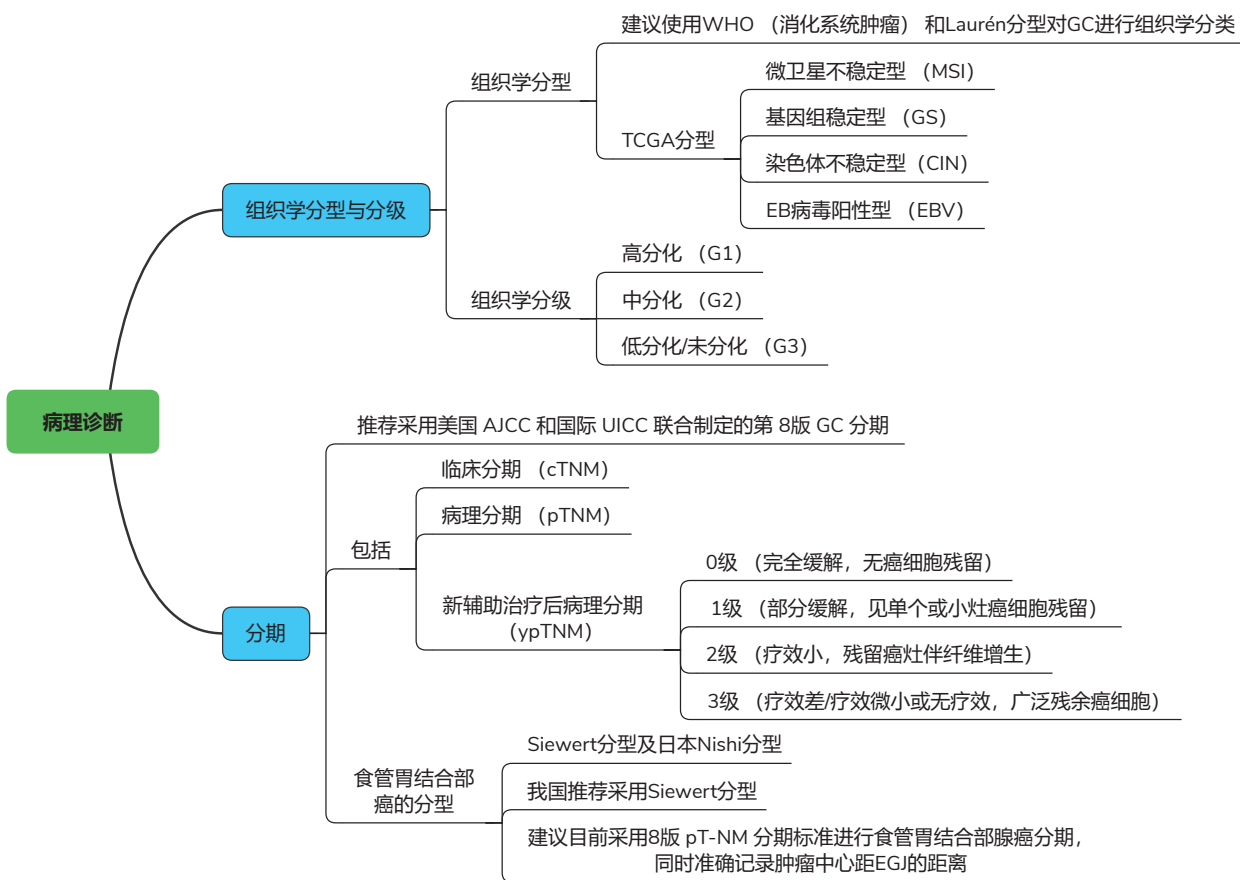 病理诊断
组织学分型与分级
组织学分型
建议使用WHO （消化系统肿瘤） 和Laurén分型对GC进行组织学分类
TCGA分型
微卫星不稳定型 （MSI）
基因组稳定型 （GS）
染色体不稳定型（CIN）
EB病毒阳性型 （EBV）
组织学分级
高分化 （G1）
中分化 （G2）
低分化/未分化 （G3）
分期
推荐采用美国 AJCC 和国际 UICC 联合制定的第 8版 GC 分期
包括
临床分期 （cTNM）
病理分期 （pTNM）
新辅助治疗后病理分期
（ypTNM）
0级 （完全缓解，无癌细胞残留）
1级 （部分缓解，见单个或小灶癌细胞残留）
2级 （疗效小，残留癌灶伴纤维增生）
3级 （疗效差/疗效微小或无疗效，广泛残余癌细胞）
食管胃结合部
癌的分型
Siewert分型及日本Nishi分型
我国推荐采用Siewert分型
建议目前采用8版 pT-NM 分期标准进行食管胃结合部腺癌分期，
同时准确记录肿瘤中心距EGJ的距离